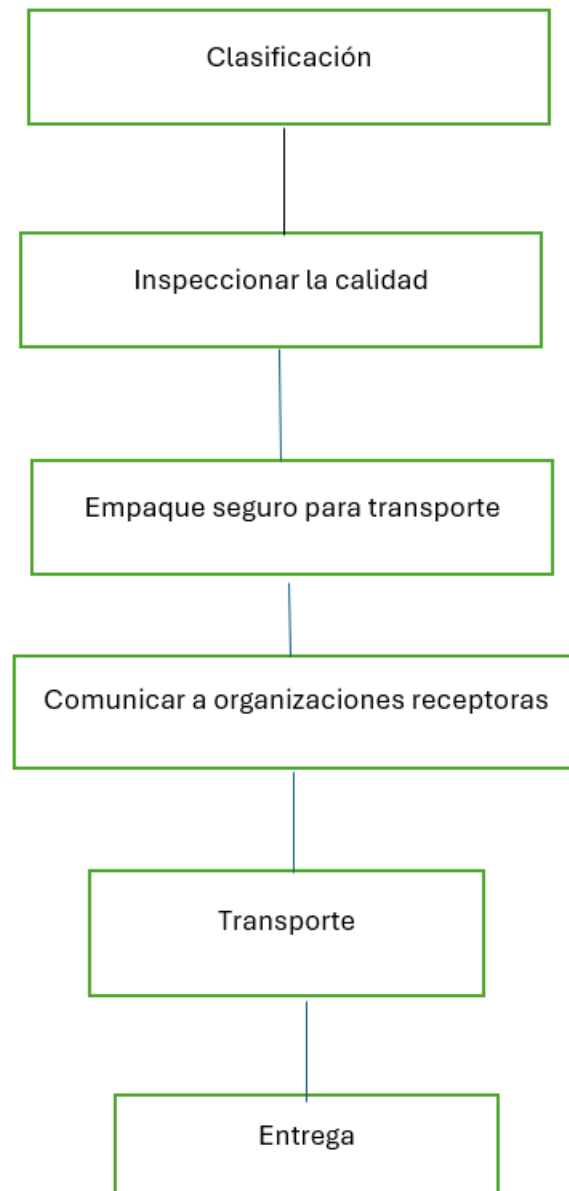 Clasificación
Inspeccionar la calidad
Empaque seguro para transporte
Comunicar a organizaciones receptoras
Transporte
Entrega